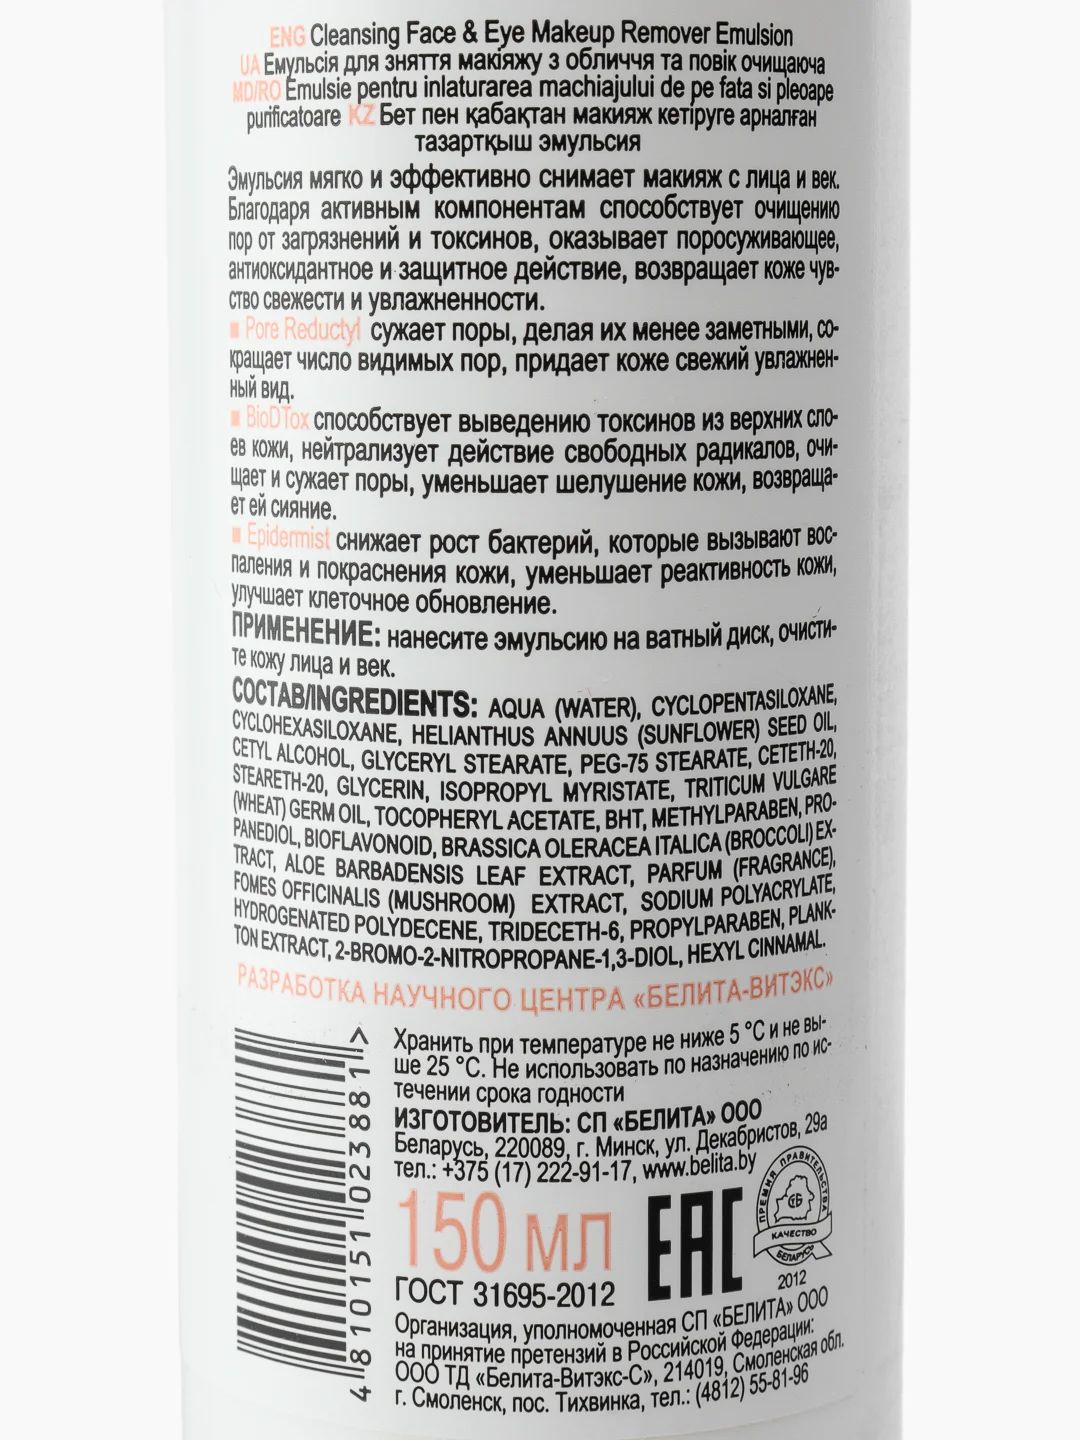 ENG Cleansing Face & Eye Makeup Remover Emulsion
UA Емульсія для зняття макіяжу з обличчя та повік очищаюча
MD/RO Emulsie pentru inlaturarea machiajului de pe fata si pleoape
purificatoare KZ Бет пен қабақтан макияж кетіруге арналған
тазартқыш эмульсия
Эмульсия мягко и эффективно снимает макияж с лица и век.
Благодаря активным компонентам способствует очищению
пор от загрязнений и токсинов, оказывает поросуживающее,
антиоксидантное и защитное действие, возвращает коже чув-
ство свежести и увлажненности.
▪ Pore Reductyl сужает поры, делая их менее заметными, со-
кращает число видимых пор, придает коже свежий увлажнен-
ный вид.
▪ BioDTox способствует выведению токсинов из верхних сло-
ев кожи, нейтрализует действие свободных радикалов, очи-
щает и сужает поры, уменьшает шелушение кожи, возвраща-
ет ей сияние.
▪ Epidermist снижает рост бактерий, которые вызывают вос-
паления и покраснения кожи, уменьшает реактивность кожи,
улучшает клеточное обновление.
ПРИМЕНЕНИЕ: нанесите эмульсию на ватный диск, очисти-
те кожу лица и век.
СОСТАВ/INGREDIENTS: AQUA (WATER), CYCLOPENTASILOXANE,
CYCLOHEXASILOXANE, HELIANTHUS ANNUUS (SUNFLOWER) SEED OIL,
CETYL ALCOHOL, GLYCERYL STEARATE, PEG-75 STEARATE, CETETH-20,
STEARETH-20, GLYCERIN, ISOPROPYL MYRISTATE, TRITICUM VULGARE
(WHEAT) GERM OIL, TOCOPHERYL ACETATE, BHT, METHYLPARABEN, PRO-
PANEDIOL, BIOFLAVONOID, BRASSICA OLERACEA ITALICA (BROCCOLI) EX-
TRACT, ALOE BARBADENSIS LEAF EXTRACT, PARFUM (FRAGRANCE),
FOMES OFFICINALIS (MUSHROOM) EXTRACT, SODIUM POLYACRYLATE,
HYDROGENATED POLYDECENE, TRIDECETH-6, PROPYLPARABEN, PLANK-
TON EXTRACT, 2-BROMO-2-NITROPROPANE-1,3-DIOL, HEXYL CINNAMAL.
РАЗРАБОТКА НАУЧНОГО ЦЕНТРА «БЕЛИТА-ВИТЭКС»
Хранить при температуре не ниже 5 °С и не вы-
ше 25 °С. Не использовать по назначению по ис-
течении срока годности
ИЗГОТОВИТЕЛЬ: СП «БЕЛИТА» ООО
Беларусь, 220089, г. Минск, ул. Декабристов, 29а
тел.: +375 (17) 222-91-17, www.belita.by
150 мл
ГОСТ 31695-2012
EAC
ПРЕМИЯ ПРАВИТЕЛЬСТВА
СТБ
КАЧЕСТВО
БЕЛАРУСЬ
2012
Организация, уполномоченная СП «БЕЛИТА» ООО
на принятие претензий в Российской Федерации:
ООО ТД «Белита-Витэкс-С», 214019, Смоленская обл.
г. Смоленск, пос. Тихвинка, тел.: (4812) 55-81-96
4 810151 023881 >